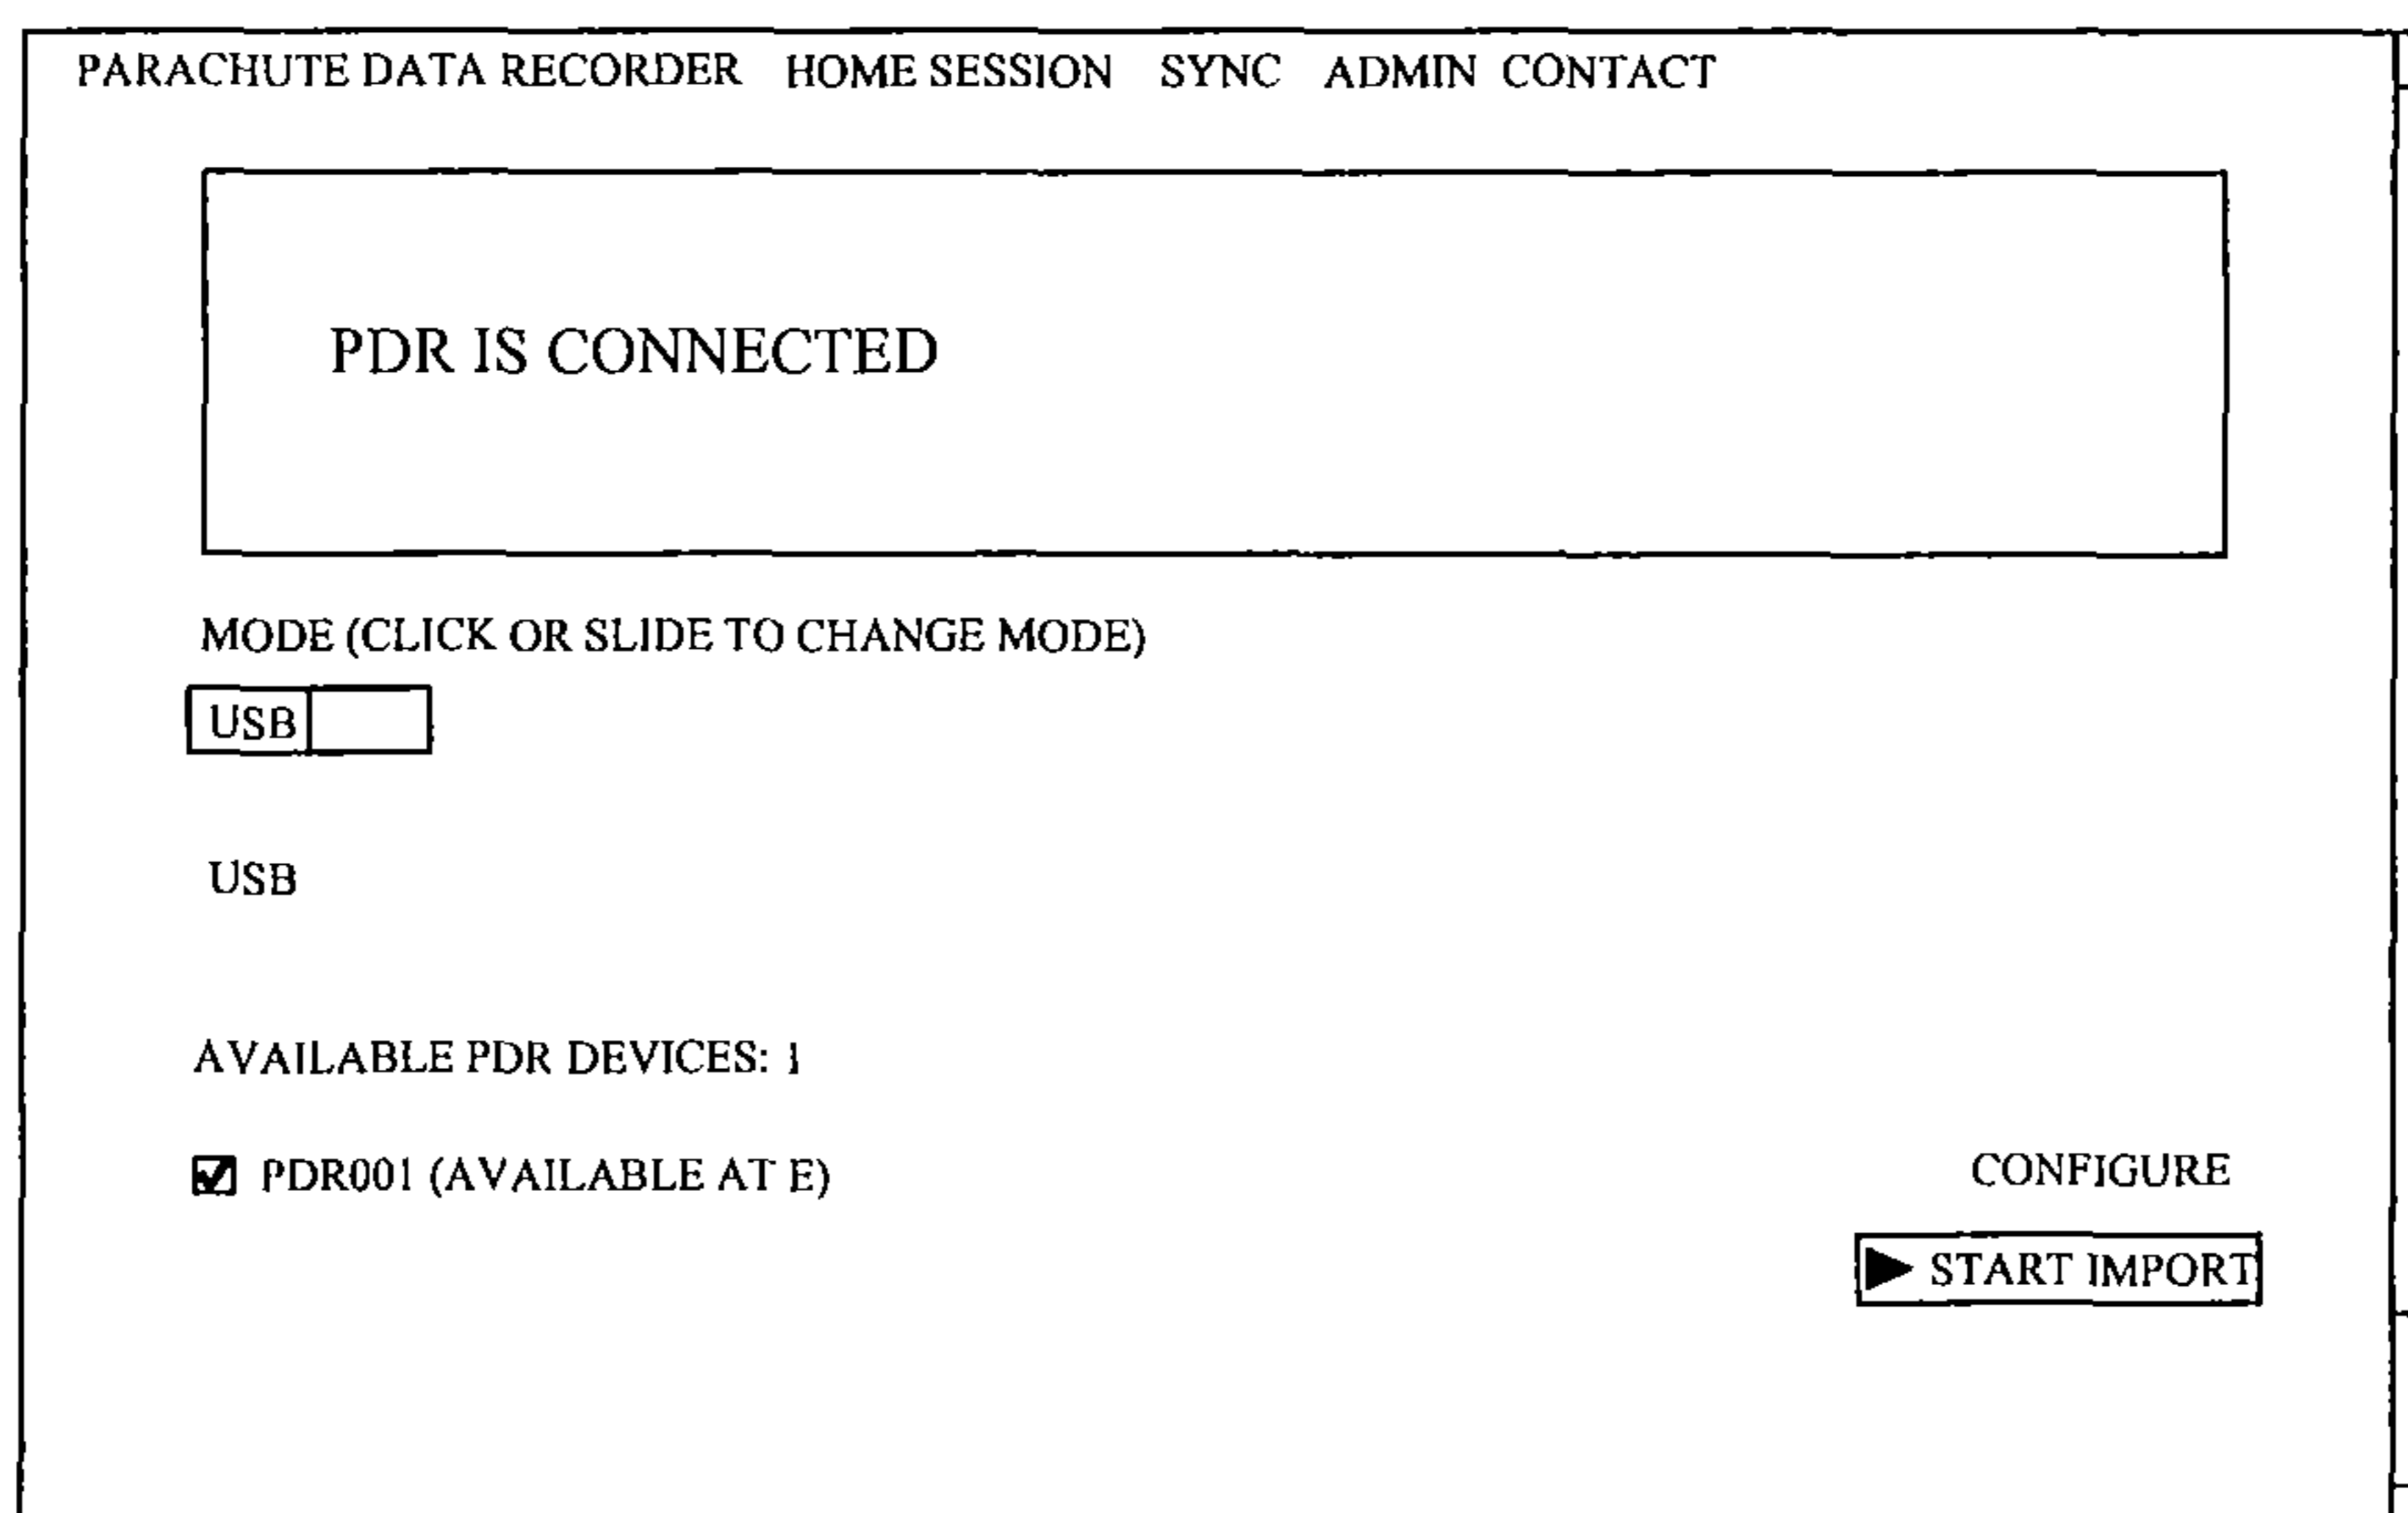 PARACHUTE DATA RECORDER HOME SESSION SYNC ADMIN CONTACT
PDR IS CONNECTED
MODE (CLICK OR SLIDE TO CHANGE MODE)
USB
USB
AVAILABLE PDR DEVICES: 1
PDR001 (AVAILABLE AT E)
CONFIGURE
START IMPORT